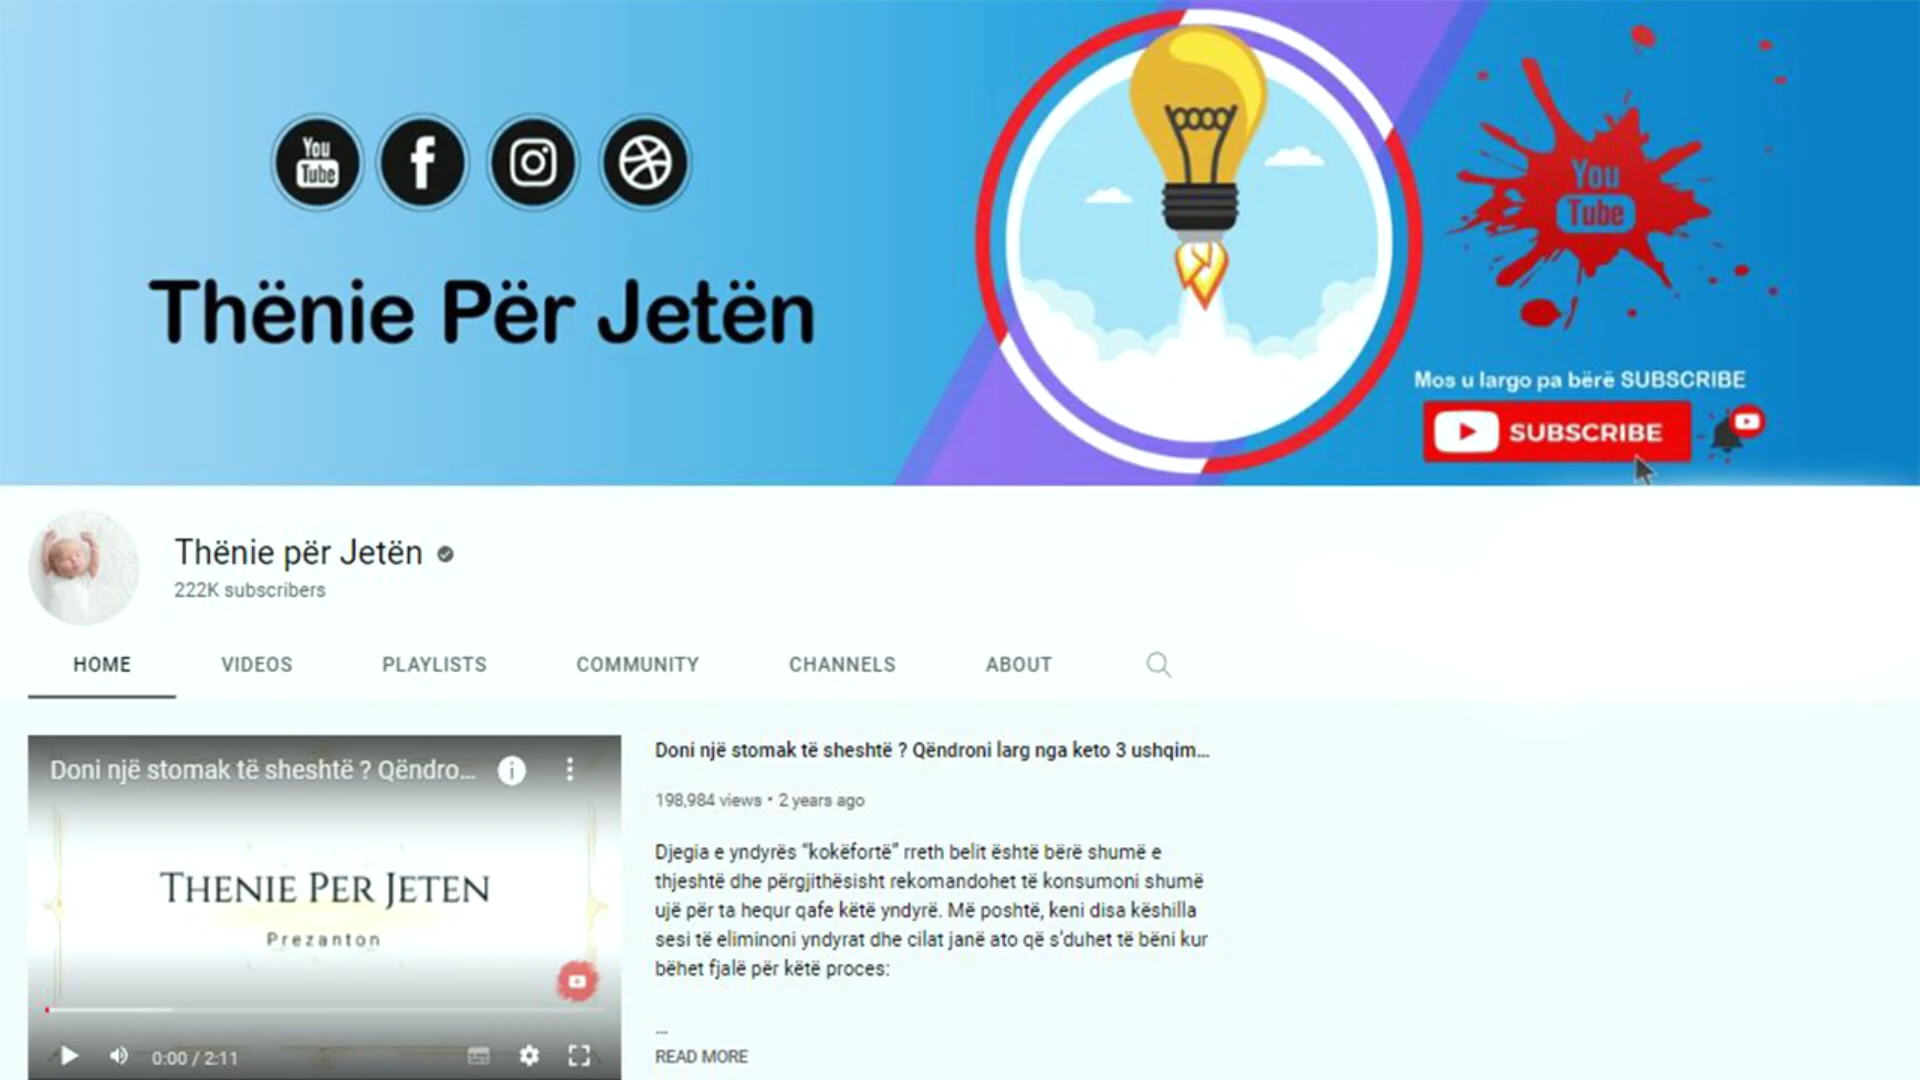 You
Tube
Thënie Për Jetën
You
Tube
Mos u largo pa bërë SUBSCRIBE
SUBSCRIBE
Thënie për Jetën
222K subscribers
HOME VIDEOS PLAYLISTS COMMUNITY CHANNELS ABOUT
Doni një stomak të sheshtë ? Qëndro...
THENIE PER JETEN
Prezanton
0:00 / 2:11
Doni një stomak të sheshtë ? Qëndroni larg nga keto 3 ushqim...
198,984 views • 2 years ago
Djegia e yndyrës “kokëfortë” rreth belit është bërë shumë e
thjeshtë dhe përgjithësisht rekomandohet të konsumoni shumë
ujë për ta hequr qafe këtë yndyrë. Më poshtë, keni disa këshilla
sesi të eliminoni yndyrat dhe cilat janë ato që s'duhet të bëni kur
bëhet fjalë për këtë proces:
...
READ MORE